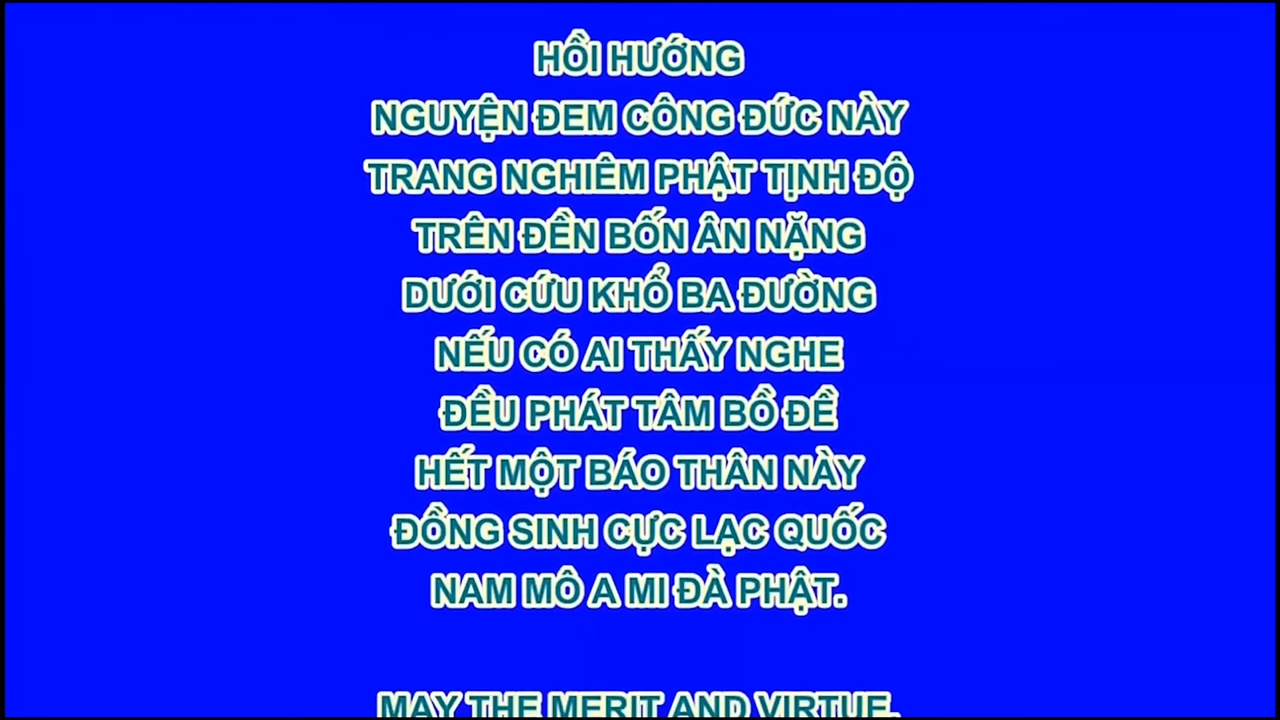 HỒI HƯỚNG
NGUYỆN ĐEM CÔNG ĐỨC NÀY
TRANG NGHIÊM PHẬT TỊNH ĐỘ
TRÊN ĐỀN BỐN ÂN NẶNG
DƯỚI CỨU KHỔ BA ĐƯỜNG
NẾU CÓ AI THẤY NGHE
ĐỀU PHÁT TÂM BỒ ĐỀ
HẾT MỘT BÁO THÂN NÀY
ĐỒNG SINH CỰC LẠC QUỐC
NAM MÔ A MI ĐÀ PHẬT.
MAY THE MERIT AND VIRTUE,